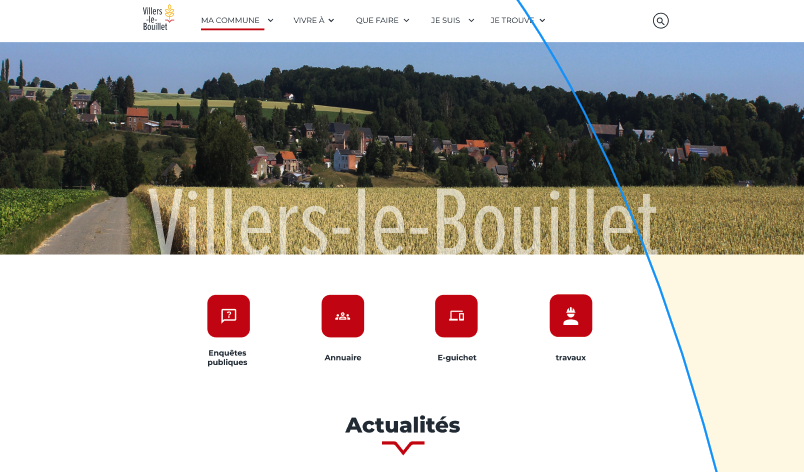 Villers
-le-
Bouillet
MA COMMUNE
VIVRE À
QUE FAIRE
JE SUIS
JE TROUVE
Villers-le-Bouillet
Enquêtes
publiques
Annuaire
E-guichet
travaux
Actualités